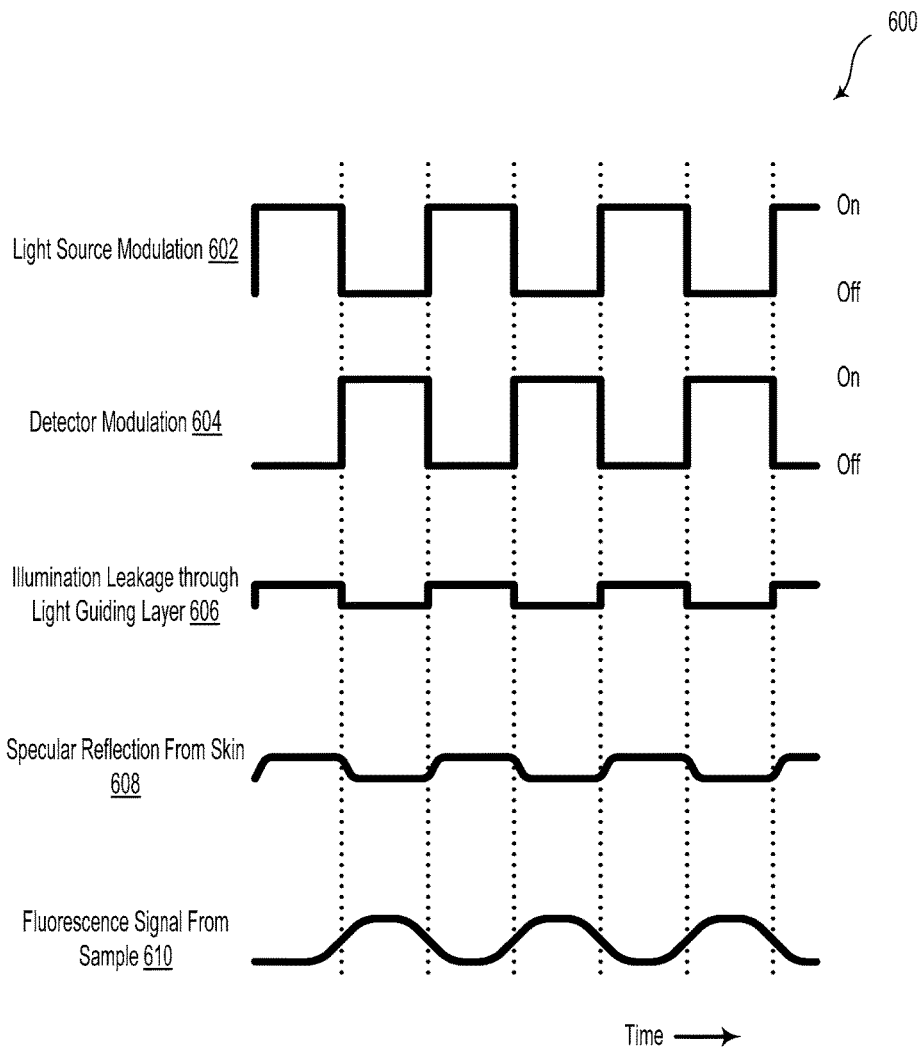 600
On
Light Source Modulation 602
Off
On
Detector Modulation 604
Off
Illumination Leakage through
Light Guiding Layer 606
Specular Reflection From Skin
608
Fluorescence Signal From
Sample 610
Time